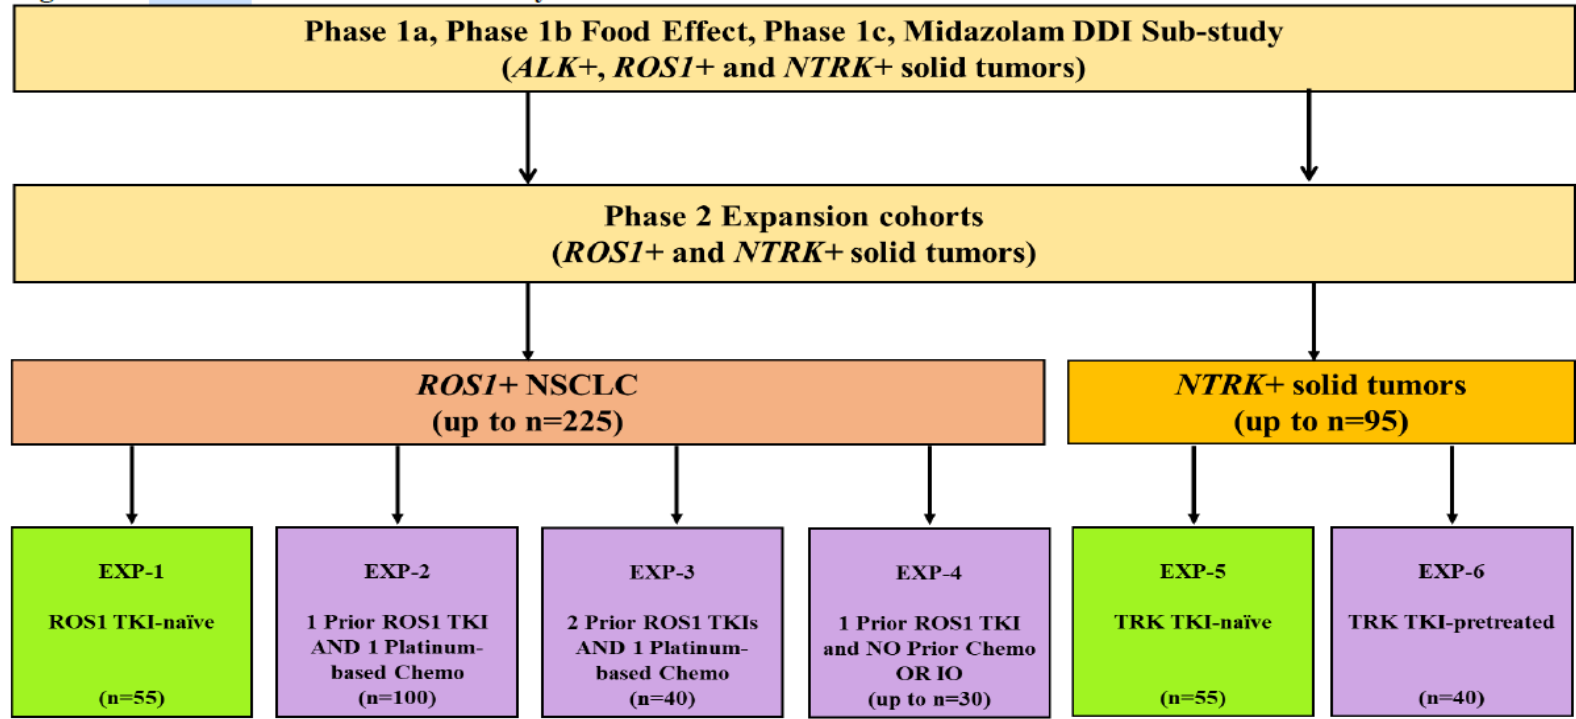 Phase 1a, Phase 1b Food Effect, Phase 1c, Midazolam DDI Sub-study
(ALK+, ROS1+ and NTRK+ solid tumors)
Phase 2 Expansion cohorts
(ROS1+ and NTRK+ solid tumors)
ROS1+ NSCLC
(up to n=225)
NTRK+ solid tumors
(up to n=95)
EXP-1
ROS1 TKI-naïve
(n=55)
EXP-2
1 Prior ROS1 TKI
AND 1 Platinum-
based Chemo
(n=100)
EXP-3
2 Prior ROS1 TKIs
AND 1 Platinum-
based Chemo
(n=40)
EXP-4
1 Prior ROS1 TKI
and NO Prior Chemo
OR IO
(up to n=30)
EXP-5
TRK TKI-naïve
(n=55)
EXP-6
TRK TKI-pretreated
(n=40)